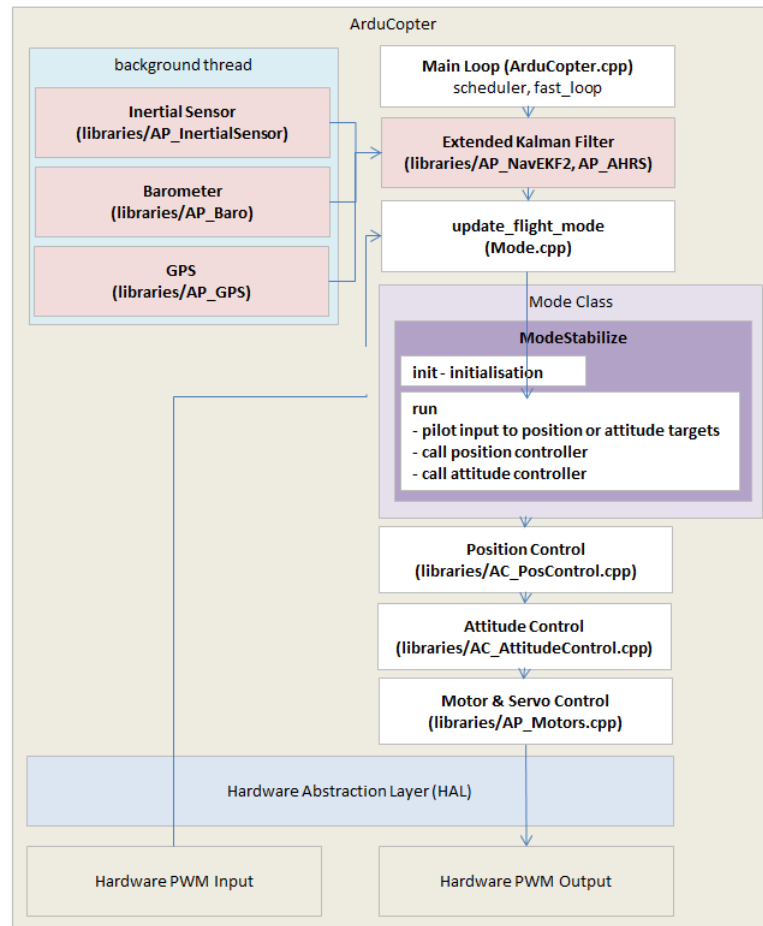 ArduCopter
background thread
Inertial Sensor
(libraries/AP_InertialSensor)
Barometer
(libraries/AP_Baro)
GPS
(libraries/AP_GPS)
Main Loop (ArduCopter.cpp)
scheduler, fast_loop
Extended Kalman Filter
(libraries/AP_NavEKF2, AP_AHRS)
update_flight_mode
(Mode.cpp)
Mode Class
ModeStabilize
init - initialisation
run
- pilot input to position or attitude targets
- call position controller
- call attitude controller
Position Control
(libraries/AC_PosControl.cpp)
Attitude Control
(libraries/AC_AttitudeControl.cpp)
Motor & Servo Control
(libraries/AP_Motors.cpp)
Hardware Abstraction Layer (HAL)
Hardware PWM Input
Hardware PWM Output